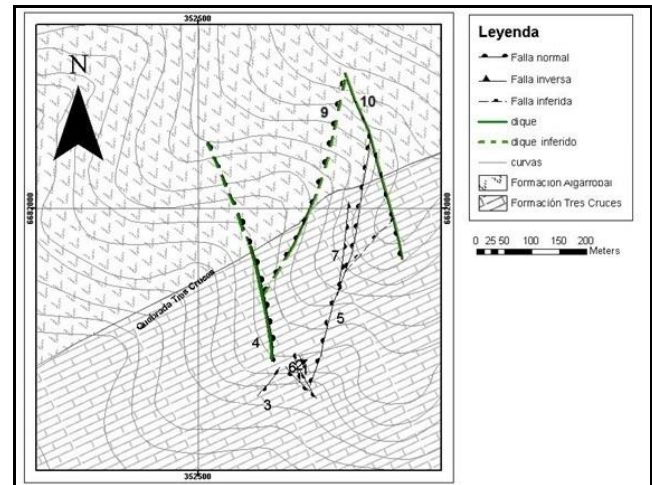 352500
N
9
10
6682000
6682000
7
Quebrada Tres Cruces
5
4
3
352500
Leyenda
Falla normal
Falla inversa
Falla inferida
dique
dique inferido
curvas
Formación Algarrobal
Formación Tres Cruces
0 25 50 100 150 200
Meters